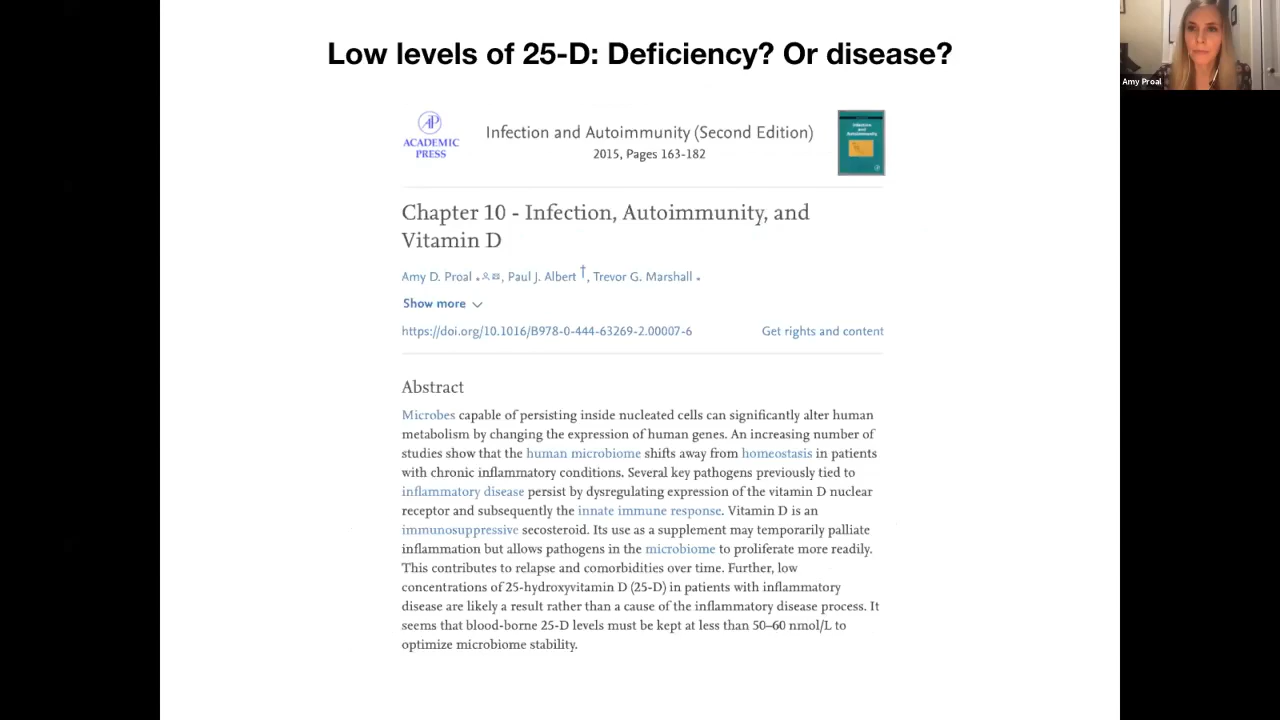 Low levels of 25-D: Deficiency? Or disease?
Amy Proal
AP
ACADEMIC
PRESS
Infection and Autoimmunity (Second Edition)
2015, Pages 163-182
Infection and
Autoimmunity
Chapter 10 - Infection, Autoimmunity, and
Vitamin D
Amy D. Proal *, Paul J. Albert †, Trevor G. Marshall *
Show more
https://doi.org/10.1016/B978-0-444-63269-2.00007-6
Get rights and content
Abstract
Microbes capable of persisting inside nucleated cells can significantly alter human
metabolism by changing the expression of human genes. An increasing number of
studies show that the human microbiome shifts away from homeostasis in patients
with chronic inflammatory conditions. Several key pathogens previously tied to
inflammatory disease persist by dysregulating expression of the vitamin D nuclear
receptor and subsequently the innate immune response. Vitamin D is an
immunosuppressive secosteroid. Its use as a supplement may temporarily palliate
inflammation but allows pathogens in the microbiome to proliferate more readily.
This contributes to relapse and comorbidities over time. Further, low
concentrations of 25-hydroxyvitamin D (25-D) in patients with inflammatory
disease are likely a result rather than a cause of the inflammatory disease process. It
seems that blood-borne 25-D levels must be kept at less than 50–60 nmol/L to
optimize microbiome stability.